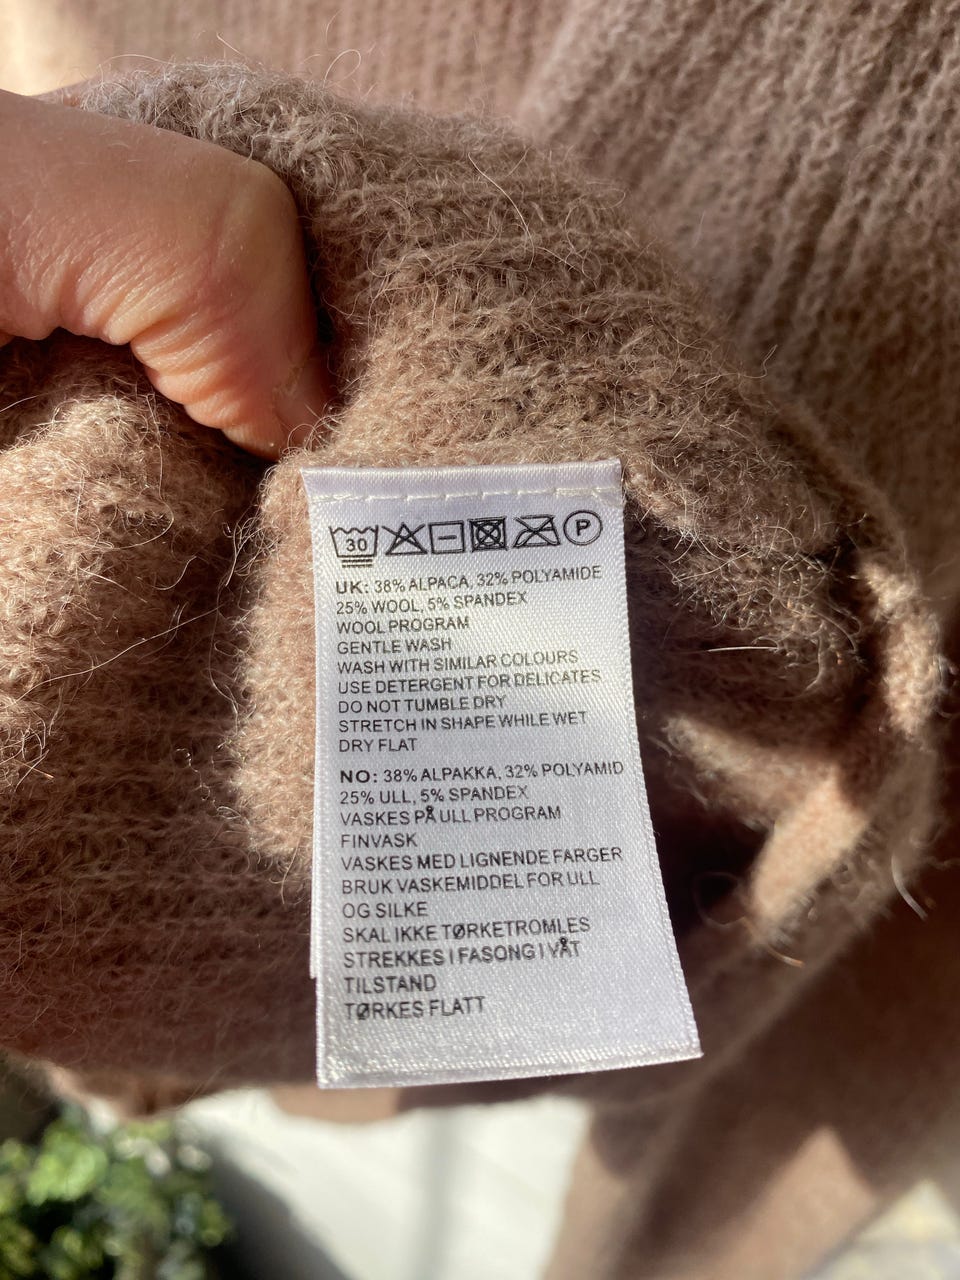 30 P
UK: 38% ALPACA, 32% POLYAMIDE
25% WOOL, 5% SPANDEX
WOOL PROGRAM
GENTLE WASH
WASH WITH SIMILAR COLOURS
USE DETERGENT FOR DELICATES
DO NOT TUMBLE DRY
STRETCH IN SHAPE WHILE WET
DRY FLAT
NO: 38% ALPAKKA, 32% POLYAMID
25% ULL, 5% SPANDEX
VASKES PÅ ULL PROGRAM
FINVASK
VASKES MED LIGNENDE FARGER
BRUK VASKEMIDDEL FOR ULL
OG SILKE
SKAL IKKE TØRKETROMLES
STREKKES I FASONG I VÅT
TILSTAND
TØRKES FLATT